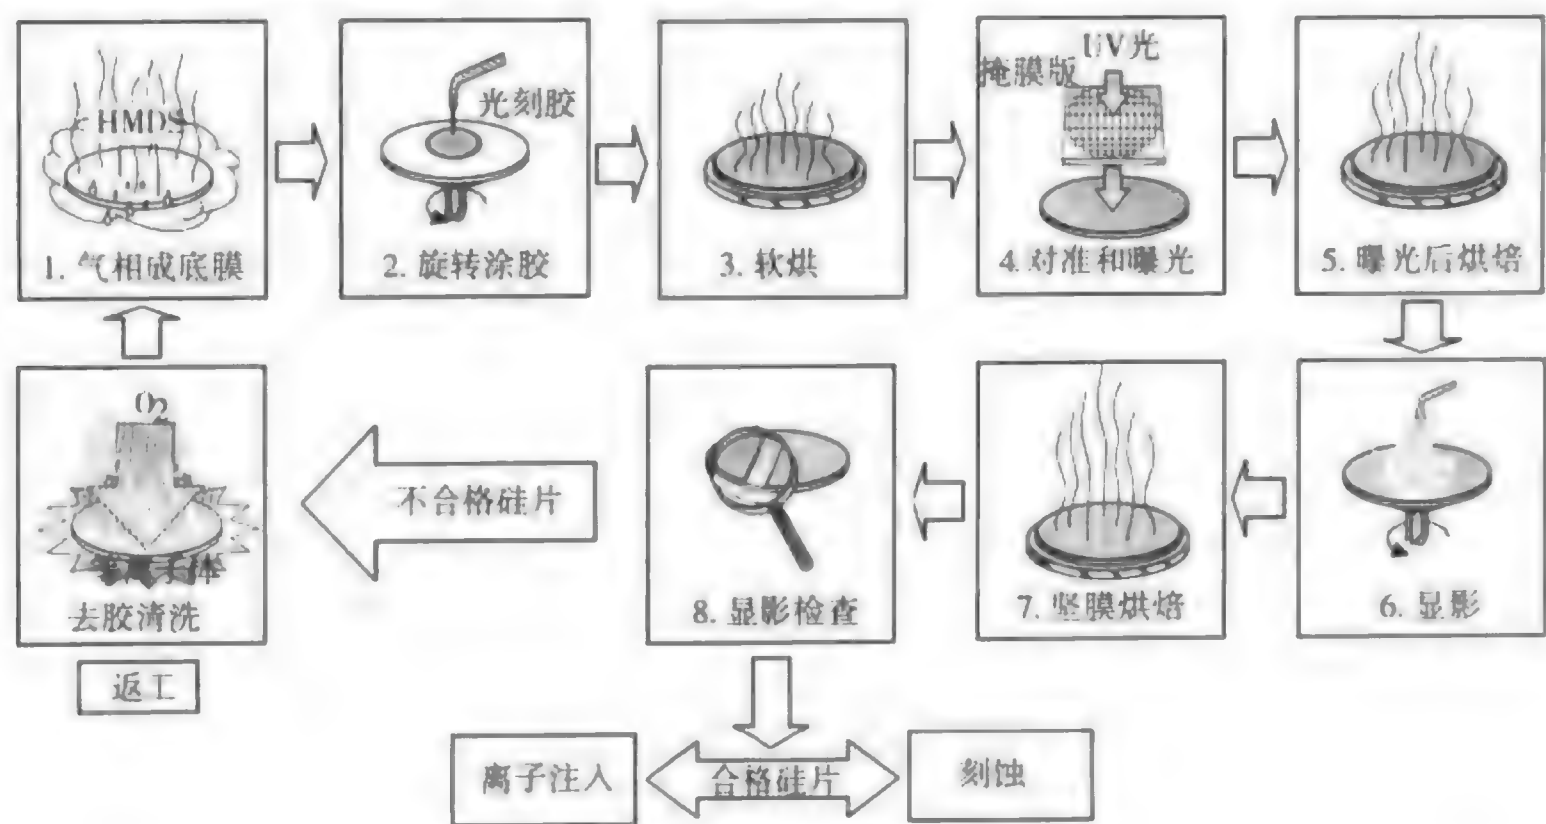 HMDS
1. 气相成底膜
光刻胶
2. 旋转涂胶
3. 软烘
UV光
掩膜版
4. 对准和曝光
5. 曝光后烘焙
O₂
去胶清洗
返工
不合格硅片
8. 显影检查
7. 坚膜烘焙
6. 显影
离子注入
合格硅片
刻蚀